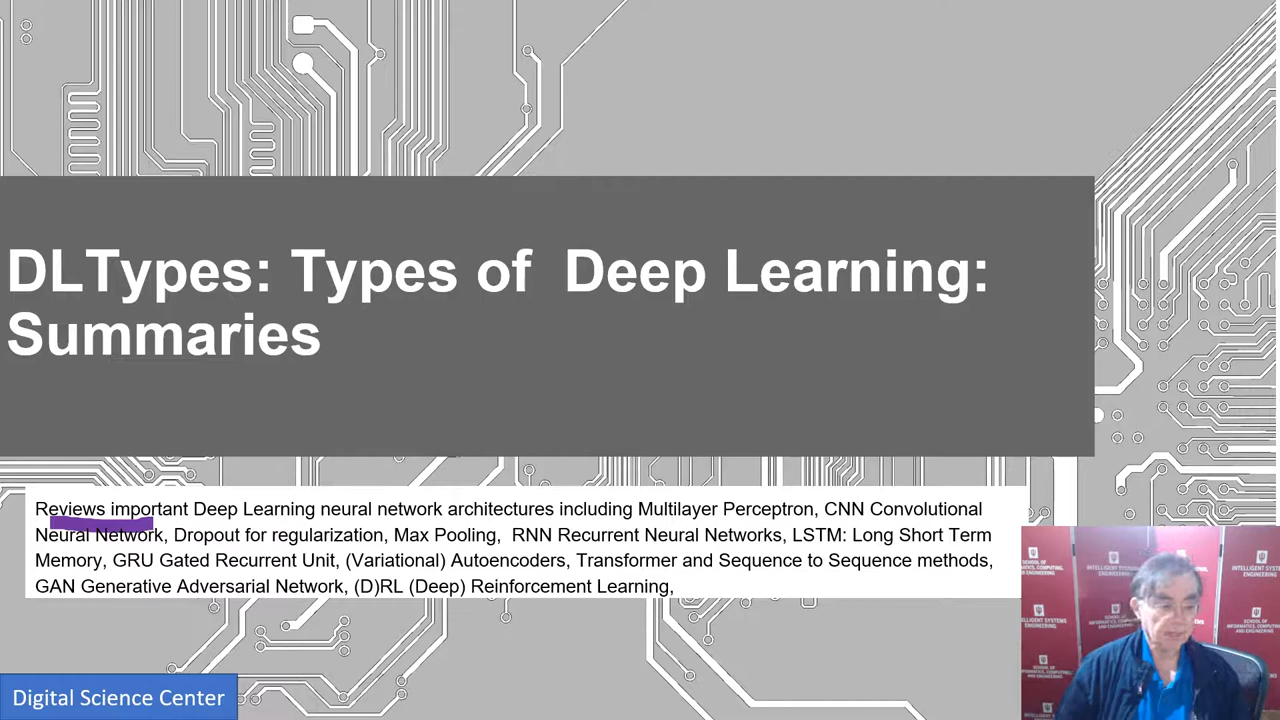 DLTypes: Types of Deep Learning:
Summaries
Reviews important Deep Learning neural network architectures including Multilayer Perceptron, CNN Convolutional
Neural Network, Dropout for regularization, Max Pooling, RNN Recurrent Neural Networks, LSTM: Long Short Term
Memory, GRU Gated Recurrent Unit, (Variational) Autoencoders, Transformer and Sequence to Sequence methods,
GAN Generative Adversarial Network, (D)RL (Deep) Reinforcement Learning,
Digital Science Center